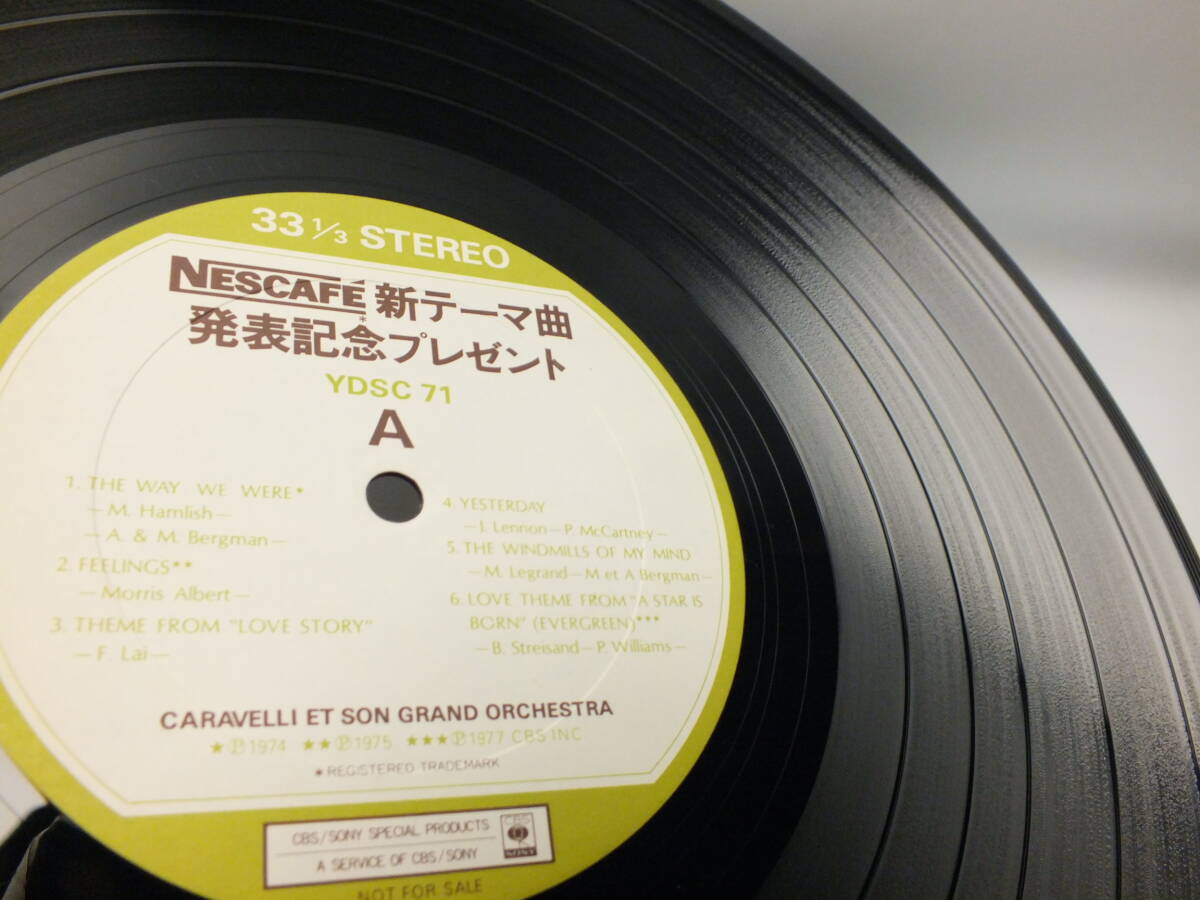 33 1/3 STEREO
NESCAFÉ 新テーマ曲
発表記念プレゼント
YDSC 71
A
1. THE WAY WE WERE*
—M. Hamlish—
—A. & M. Bergman—
2. FEELINGS**
—Morris Albert—
3. THEME FROM "LOVE STORY"
—F. Lai—
4. YESTERDAY
—J. Lennon—P. McCartney—
5. THE WINDMILLS OF MY MIND
—M. Legrand—M et A Bergman—
6. LOVE THEME FROM "A STAR IS
BORN" (EVERGREEN)***
—B. Streisand—P. Williams—
CARAVELLI ET SON GRAND ORCHESTRA
★℗1974 ★★℗1975 ★★★℗1977 CBS INC
*REGISTERED TRADEMARK
CBS/SONY SPECIAL PRODUCTS
A SERVICE OF CBS/SONY
CBS
SONY
NOT FOR SALE